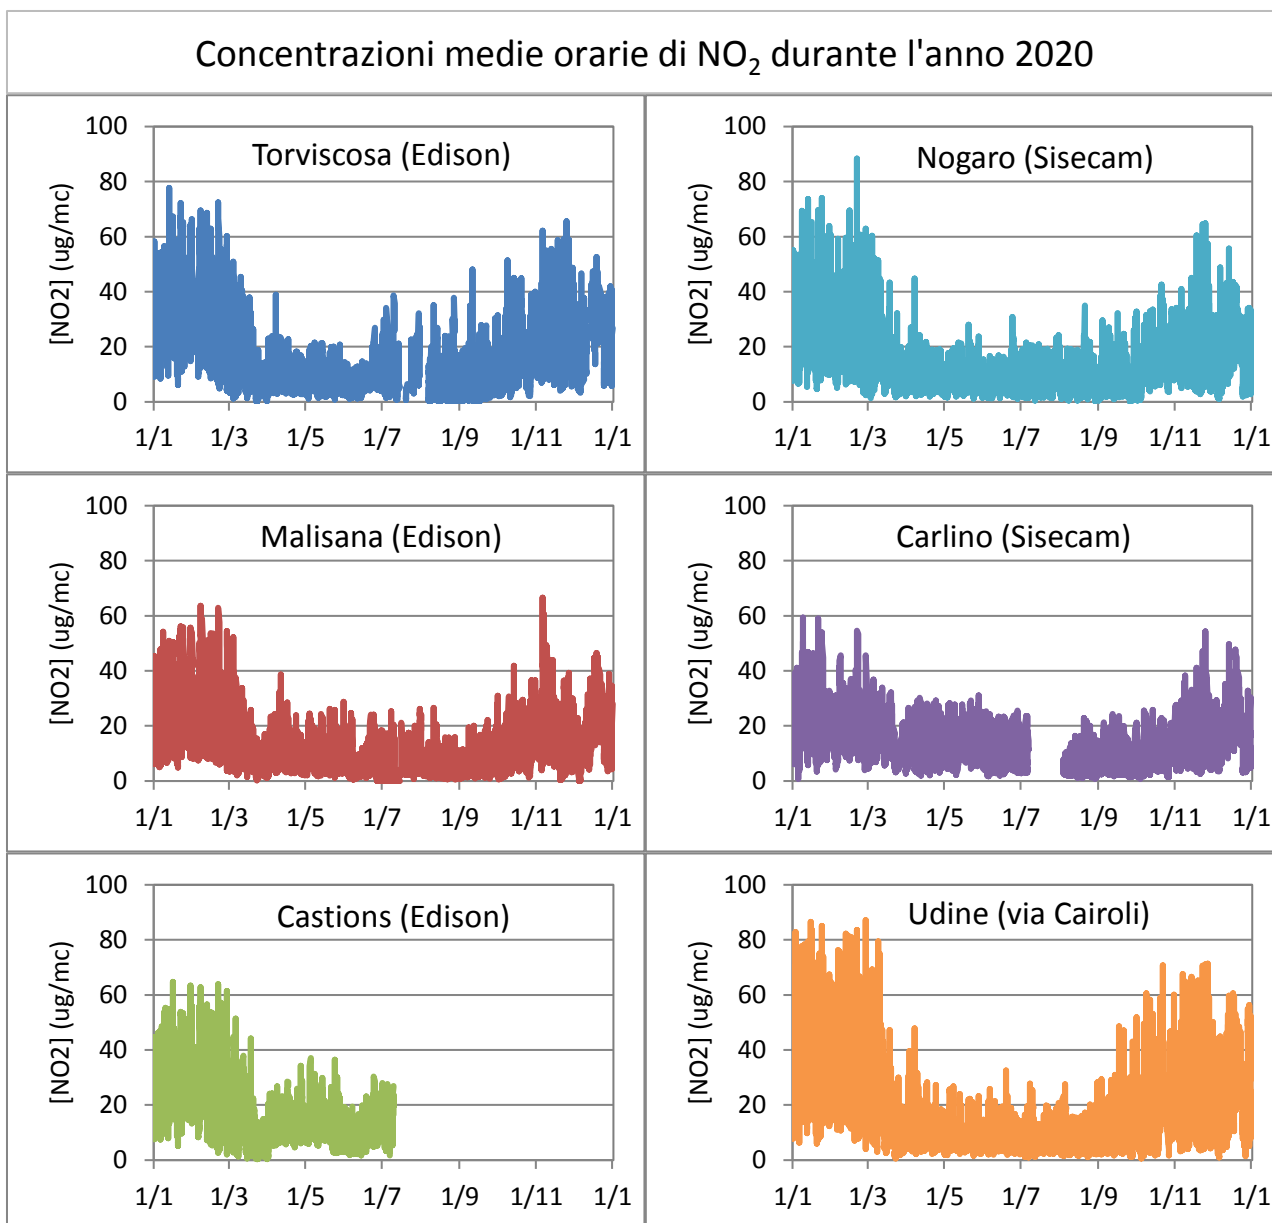 Concentrazioni medie orarie di NO₂ durante l'anno 2020
Torviscosa (Edison)
[NO2] (ug/mc)
100
80
60
40
20
0
1/1 1/3 1/5 1/7 1/9 1/11 1/1
Nogaro (Sisecam)
[NO2] (ug/mc)
100
80
60
40
20
0
1/1 1/3 1/5 1/7 1/9 1/11 1/1
Malisana (Edison)
[NO2] (ug/mc)
100
80
60
40
20
0
1/1 1/3 1/5 1/7 1/9 1/11 1/1
Carlino (Sisecam)
[NO2] (ug/mc)
100
80
60
40
20
0
1/1 1/3 1/5 1/7 1/9 1/11 1/1
Castions (Edison)
[NO2] (ug/mc)
100
80
60
40
20
0
1/1 1/3 1/5 1/7 1/9 1/11 1/1
Udine (via Cairoli)
[NO2] (ug/mc)
100
80
60
40
20
0
1/1 1/3 1/5 1/7 1/9 1/11 1/1